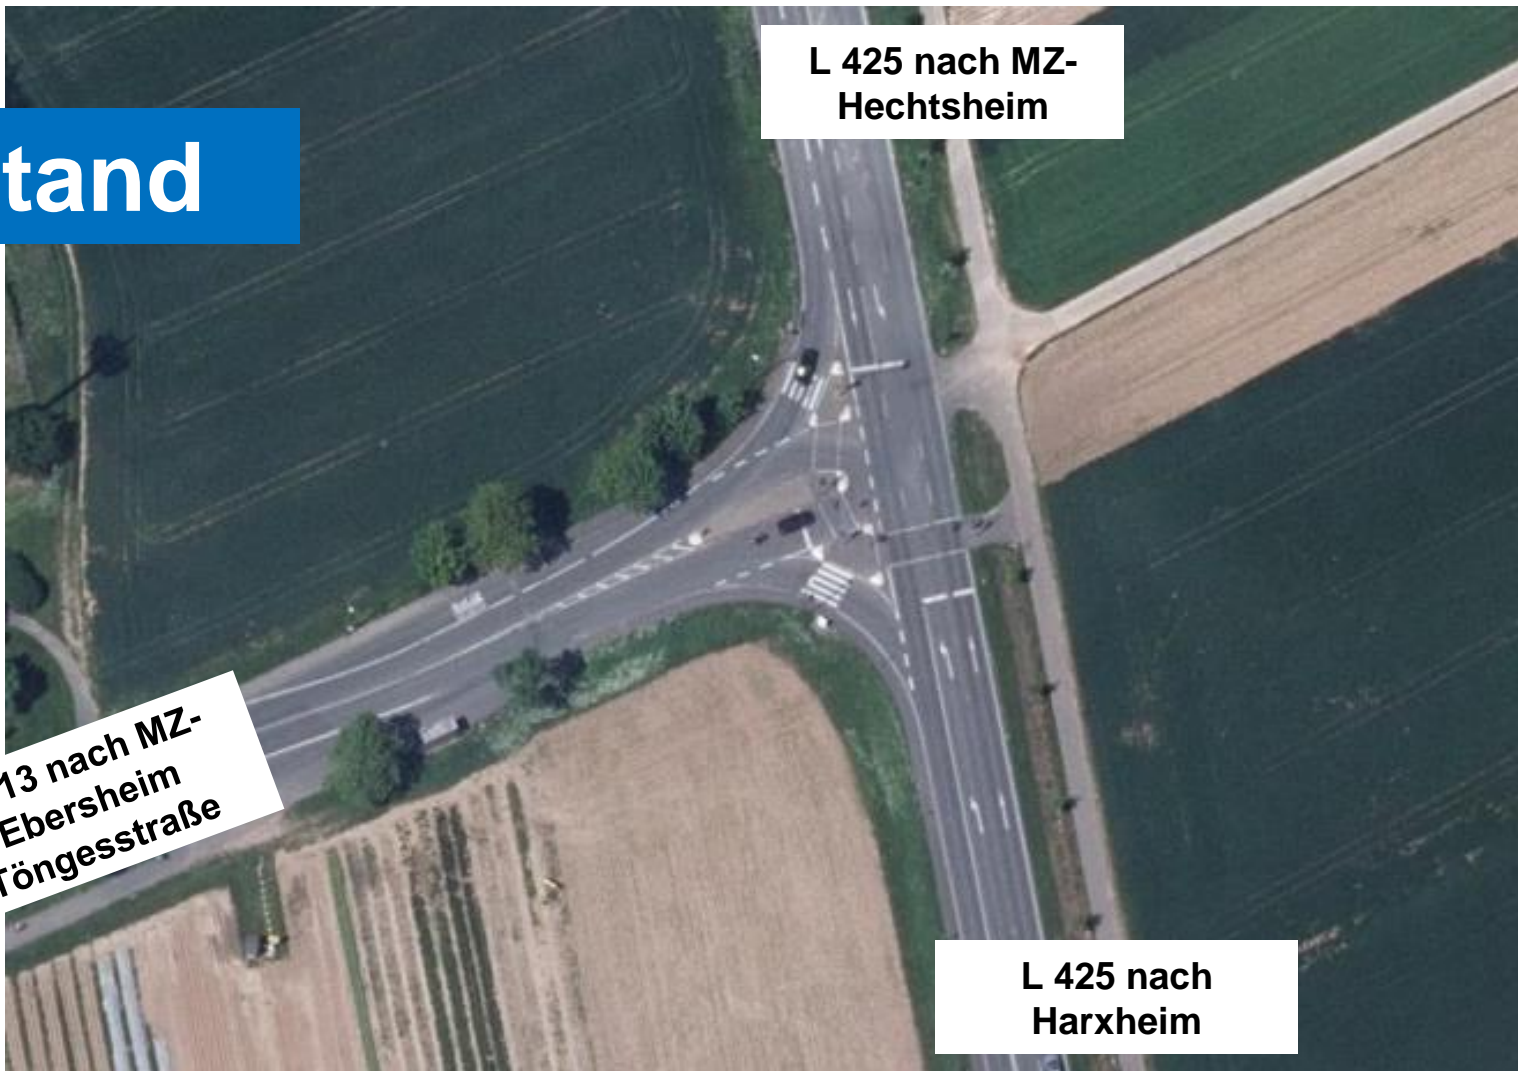 L 425 nach MZ-
Hechtsheim
tand
13 nach MZ-
Ebersheim
Töngesstraße
L 425 nach
Harxheim